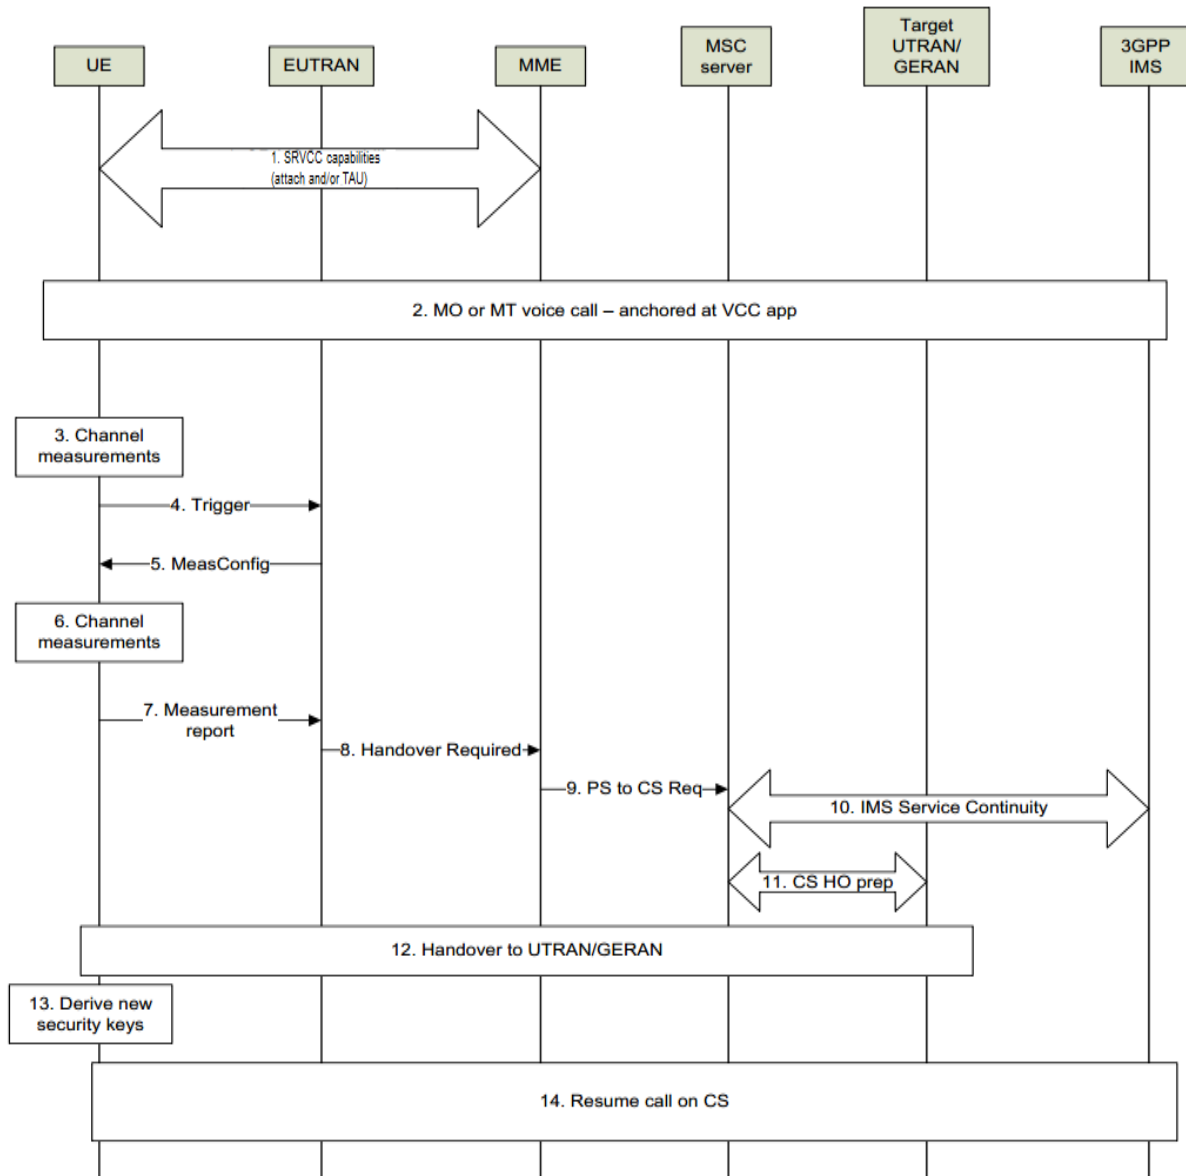 UE
EUTRAN
MME
MSC
server
Target
UTRAN/
GERAN
3GPP
IMS
1. SRVCC capabilities
(attach and/or TAU)
2. MO or MT voice call – anchored at VCC app
3. Channel
measurements
4. Trigger
5. MeasConfig
6. Channel
measurements
7. Measurement
report
8. Handover Required
9. PS to CS Req
10. IMS Service Continuity
11. CS HO prep
12. Handover to UTRAN/GERAN
13. Derive new
security keys
14. Resume call on CS